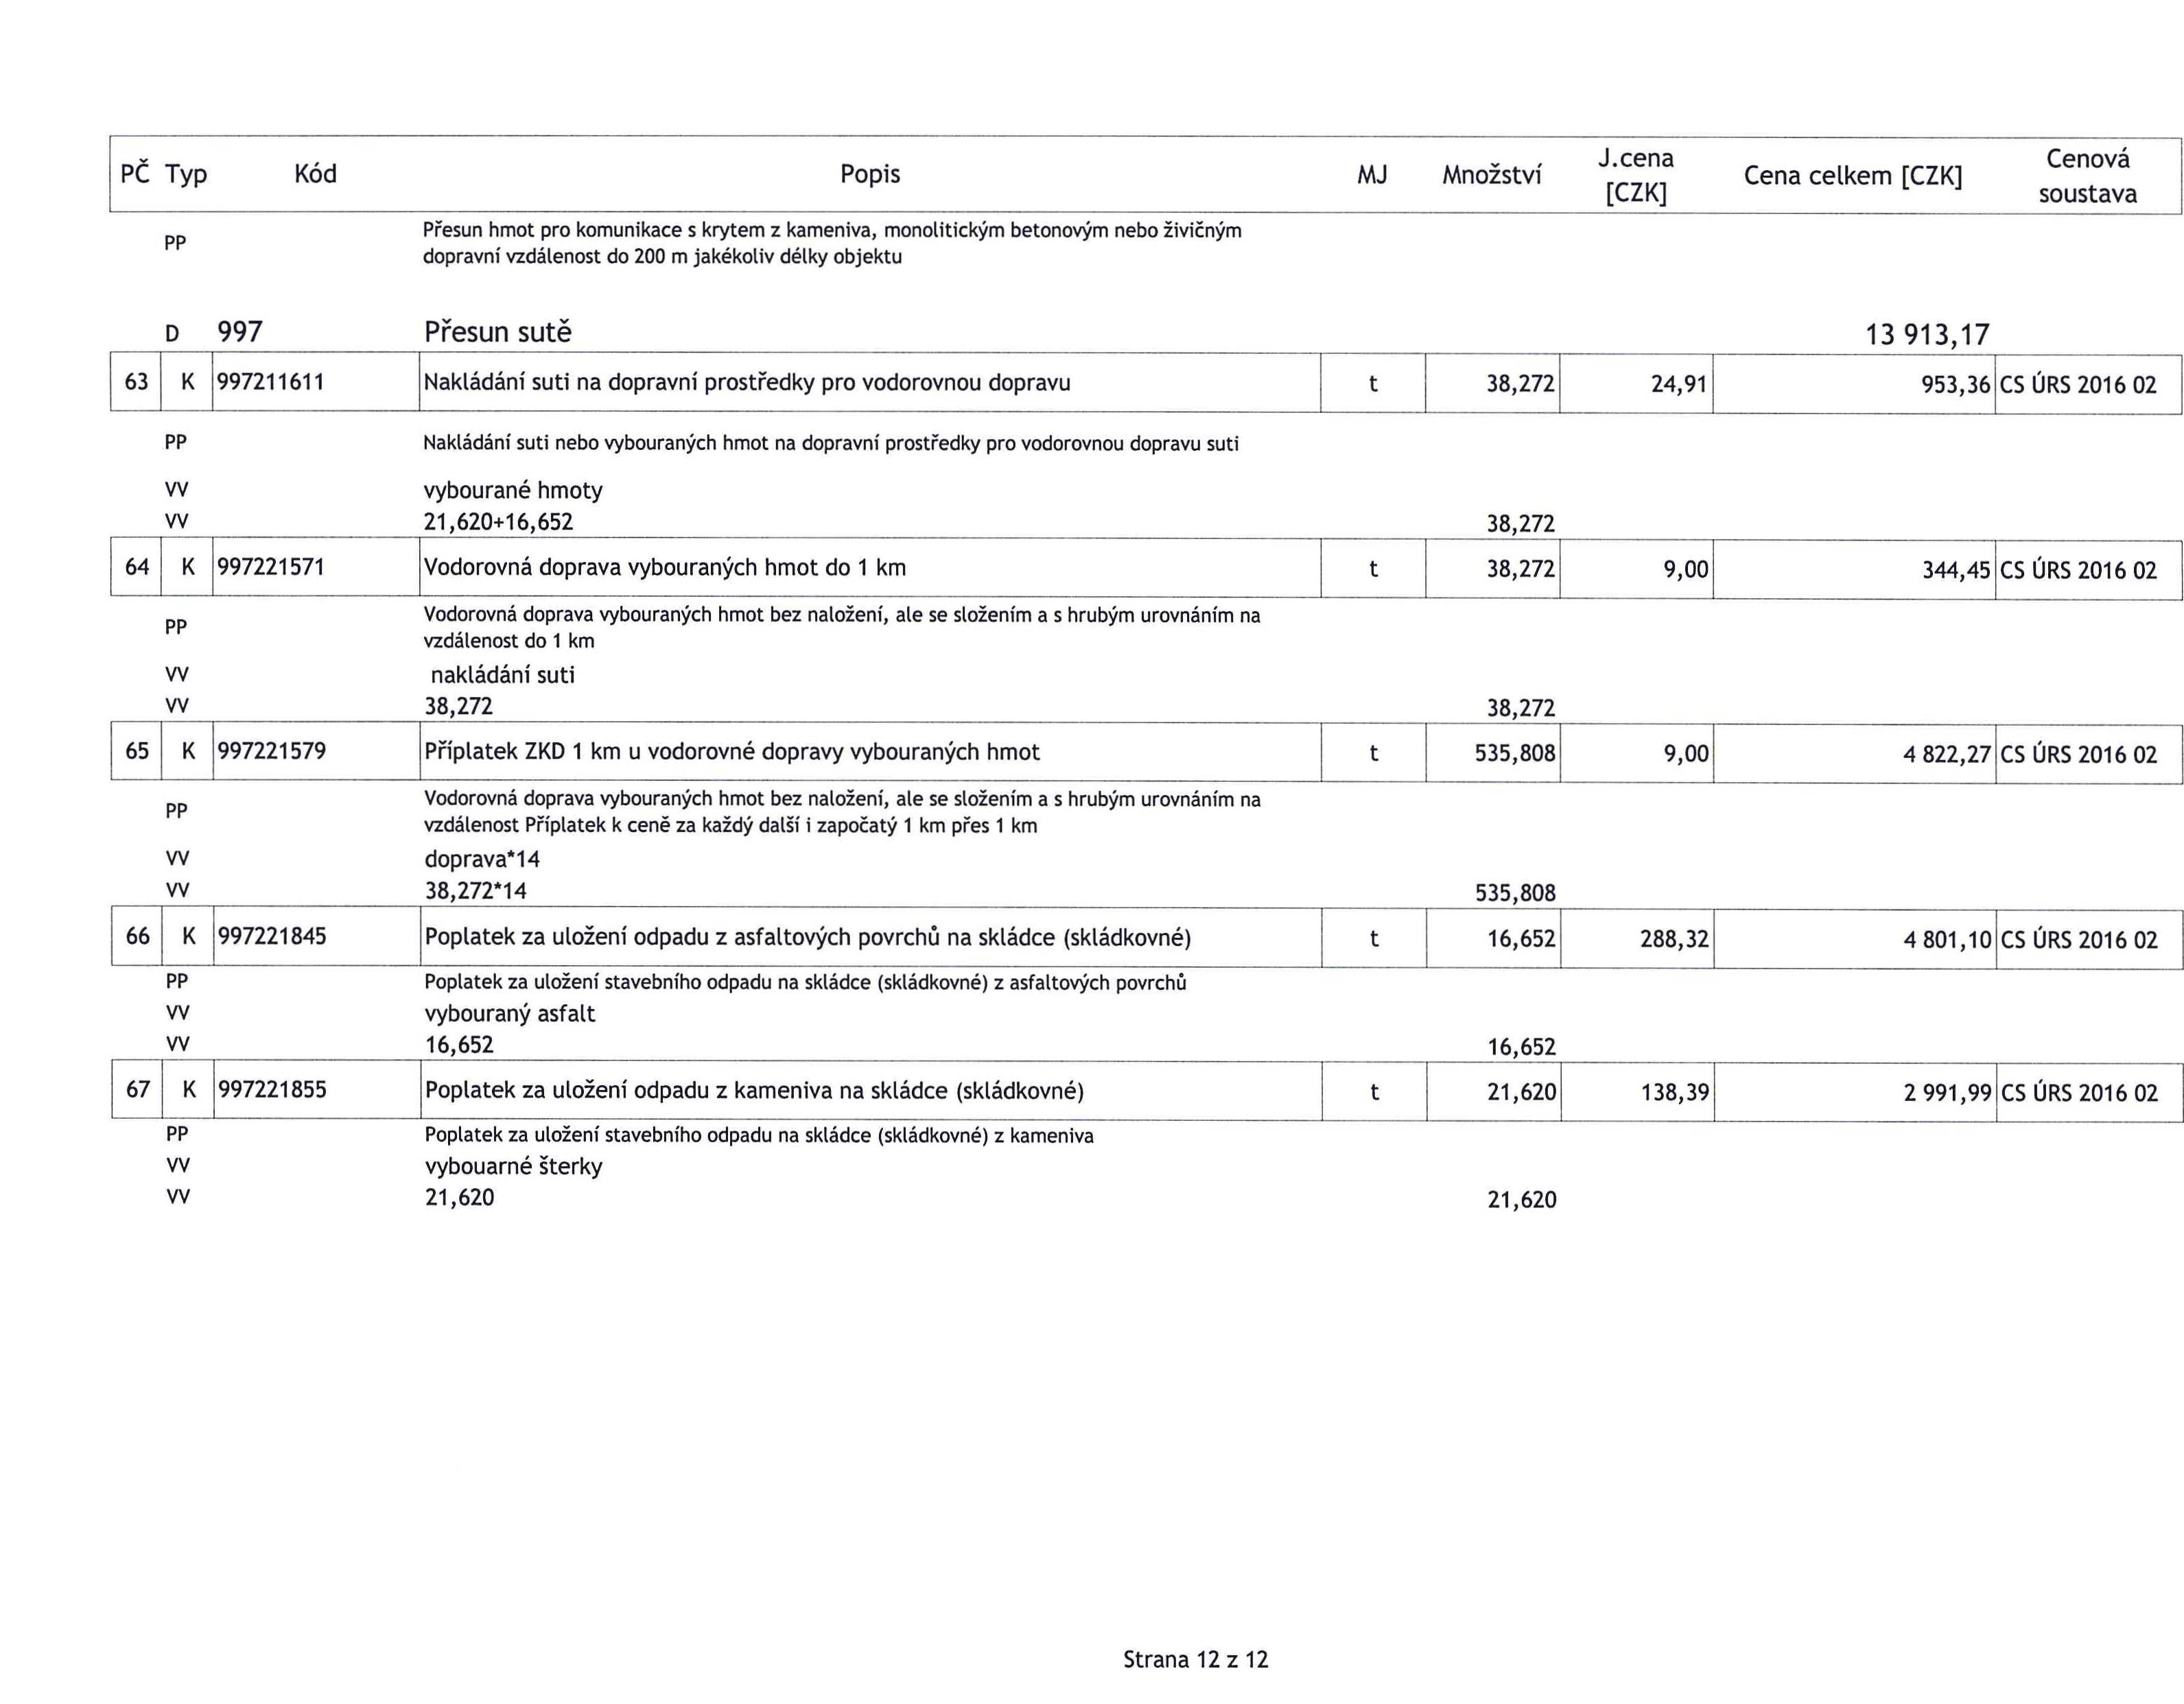 PČ Typ Kód Popis MJ Množství J.cena [CZK] Cena celkem [CZK] Cenová soustava
PP Přesun hmot pro komunikace s krytem z kameniva, monolitickým betonovým nebo živičným
dopravní vzdálenost do 200 m jakékoliv délky objektu
D 997 Přesun sutě 13 913,17
63 K 997211611 Nakládání suti na dopravní prostředky pro vodorovnou dopravu t 38,272 24,91 953,36 CS ÚRS 2016 02
PP Nakládání suti nebo vybouraných hmot na dopravní prostředky pro vodorovnou dopravu suti
VV vybourané hmoty
VV 21,620+16,652 38,272
64 K 997221571 Vodorovná doprava vybouraných hmot do 1 km t 38,272 9,00 344,45 CS ÚRS 2016 02
PP Vodorovná doprava vybouraných hmot bez naložení, ale se složením a s hrubým urovnáním na
vzdálenost do 1 km
VV nakládání suti
VV 38,272 38,272
65 K 997221579 Příplatek ZKD 1 km u vodorovné dopravy vybouraných hmot t 535,808 9,00 4 822,27 CS ÚRS 2016 02
PP Vodorovná doprava vybouraných hmot bez naložení, ale se složením a s hrubým urovnáním na
vzdálenost Příplatek k ceně za každý další i započatý 1 km přes 1 km
VV doprava*14
VV 38,272*14 535,808
66 K 997221845 Poplatek za uložení odpadu z asfaltových povrchů na skládce (skládkovné) t 16,652 288,32 4 801,10 CS ÚRS 2016 02
PP Poplatek za uložení stavebního odpadu na skládce (skládkovné) z asfaltových povrchů
VV vybouraný asfalt
VV 16,652 16,652
67 K 997221855 Poplatek za uložení odpadu z kameniva na skládce (skládkovné) t 21,620 138,39 2 991,99 CS ÚRS 2016 02
PP Poplatek za uložení stavebního odpadu na skládce (skládkovné) z kameniva
VV vybouarné šterky
VV 21,620 21,620
Strana 12 z 12